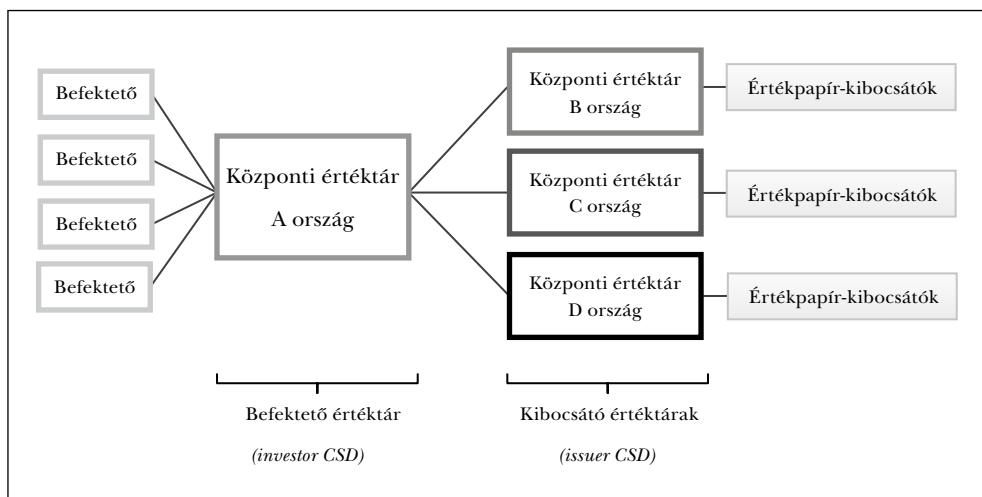 Befektető
Befektető
Befektető
Befektető
Központi értéktár
A ország
Központi értéktár
B ország
Központi értéktár
C ország
Központi értéktár
D ország
Értékpapír-kibocsátók
Értékpapír-kibocsátók
Értékpapír-kibocsátók
Befektető értéktár
(investor CSD)
Kibocsátó értéktárak
(issuer CSD)